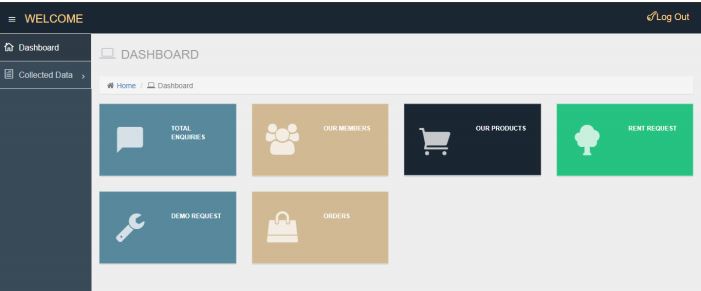 WELCOME
Log Out
Dashboard
Collected Data
DASHBOARD
Home / Dashboard
TOTAL
ENQUIRIES
OUR MEMBERS
OUR PRODUCTS
RENT REQUEST
DEMO REQUEST
ORDERS